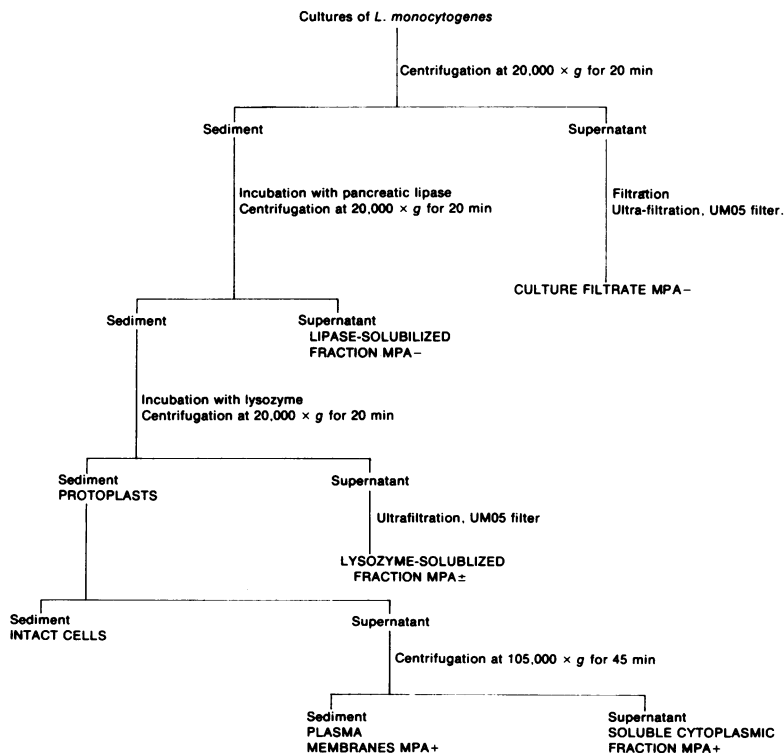 Cultures of L. monocytogenes
Centrifugation at 20,000 × g for 20 min
Sediment
Supernatant
Incubation with pancreatic lipase
Centrifugation at 20,000 × g for 20 min
Filtration
Ultra-filtration, UM05 filter.
CULTURE FILTRATE MPA−
Sediment
Supernatant
LIPASE-SOLUBILIZED
FRACTION MPA−
Incubation with lysozyme
Centrifugation at 20,000 × g for 20 min
Sediment
PROTOPLASTS
Supernatant
Ultrafiltration, UM05 filter
LYSOZYME-SOLUBLIZED
FRACTION MPA±
Sediment
INTACT CELLS
Supernatant
Centrifugation at 105,000 × g for 45 min
Sediment
PLASMA
MEMBRANES MPA+
Supernatant
SOLUBLE CYTOPLASMIC
FRACTION MPA+